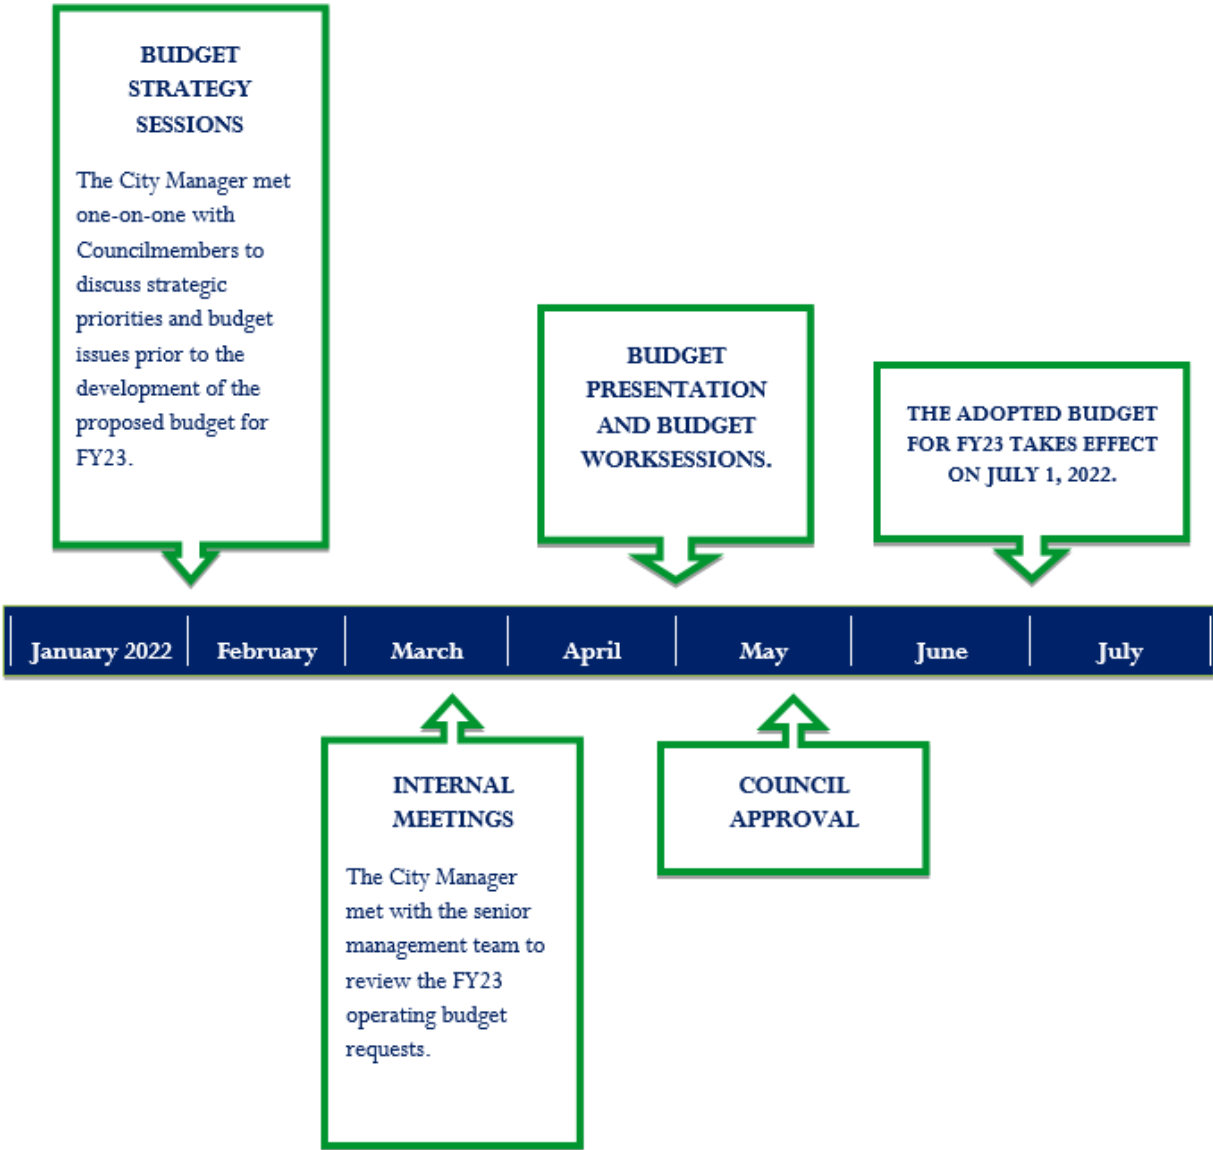 BUDGET
STRATEGY
SESSIONS
The City Manager met
one-on-one with
Councilmembers to
discuss strategic
priorities and budget
issues prior to the
development of the
proposed budget for
FY23.
BUDGET
PRESENTATION
AND BUDGET
WORKSESSIONS.
THE ADOPTED BUDGET
FOR FY23 TAKES EFFECT
ON JULY 1, 2022.
January 2022 February March April May June July
INTERNAL
MEETINGS
The City Manager
met with the senior
management team to
review the FY23
operating budget
requests.
COUNCIL
APPROVAL